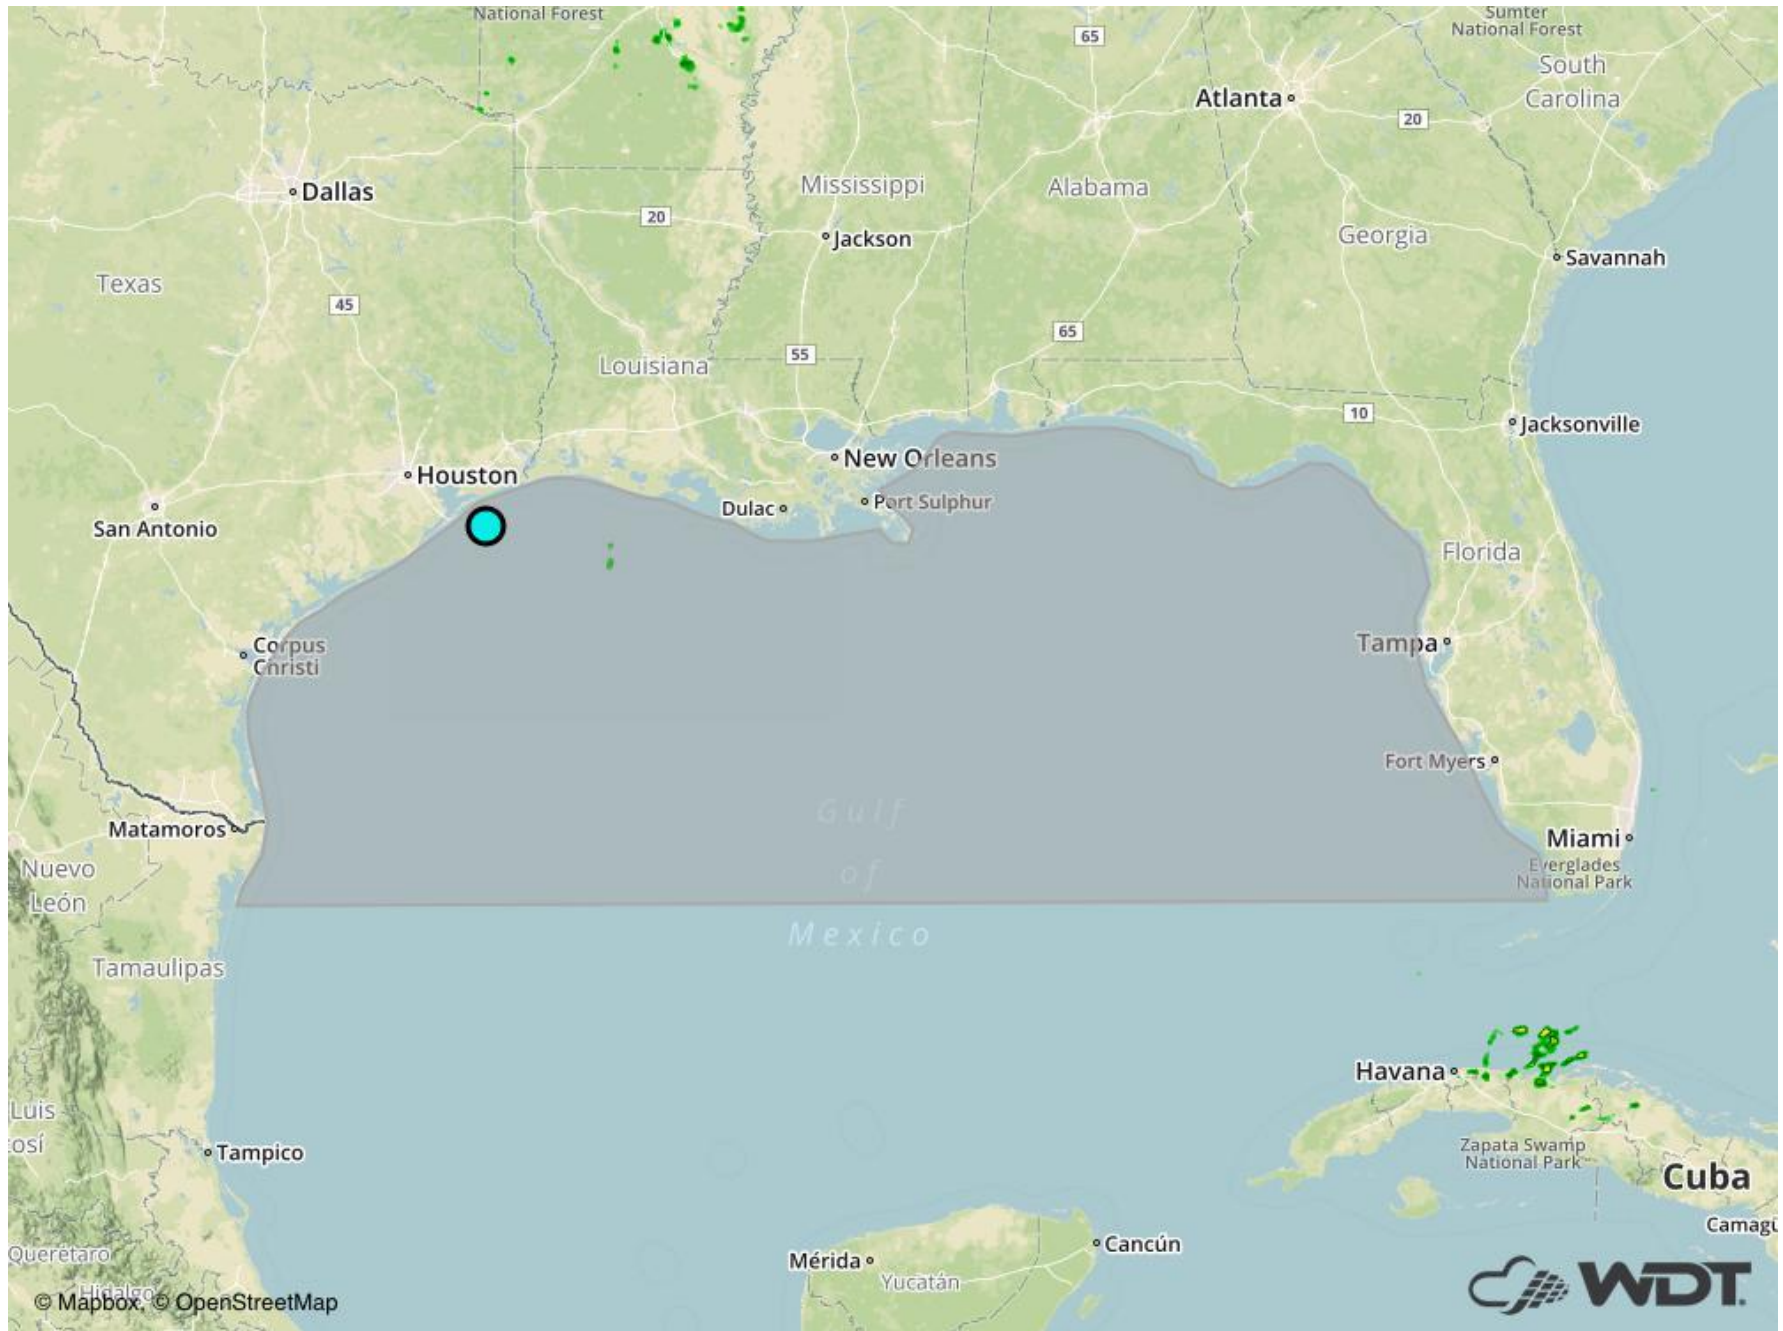 National Forest
65
Sumter
National Forest
South
Carolina
Atlanta
20
Dallas
Mississippi
Alabama
20
Jackson
Georgia
Savannah
Texas
45
65
55
Louisiana
10
Jacksonville
New Orleans
Houston
Dulac
Port Sulphur
San Antonio
Florida
Corpus
Christi
Tampa
Fort Myers
Gulf
of
Mexico
Matamoros
Miami
Everglades
National Park
Nuevo
León
Tamaulipas
Havana
Luis
osí
Tampico
Zapata Swamp
National Park
Cuba
Camagü
Querétaro
Hidalgo
Mérida
Cancún
Yucatán
© Mapbox, © OpenStreetMap
WDT